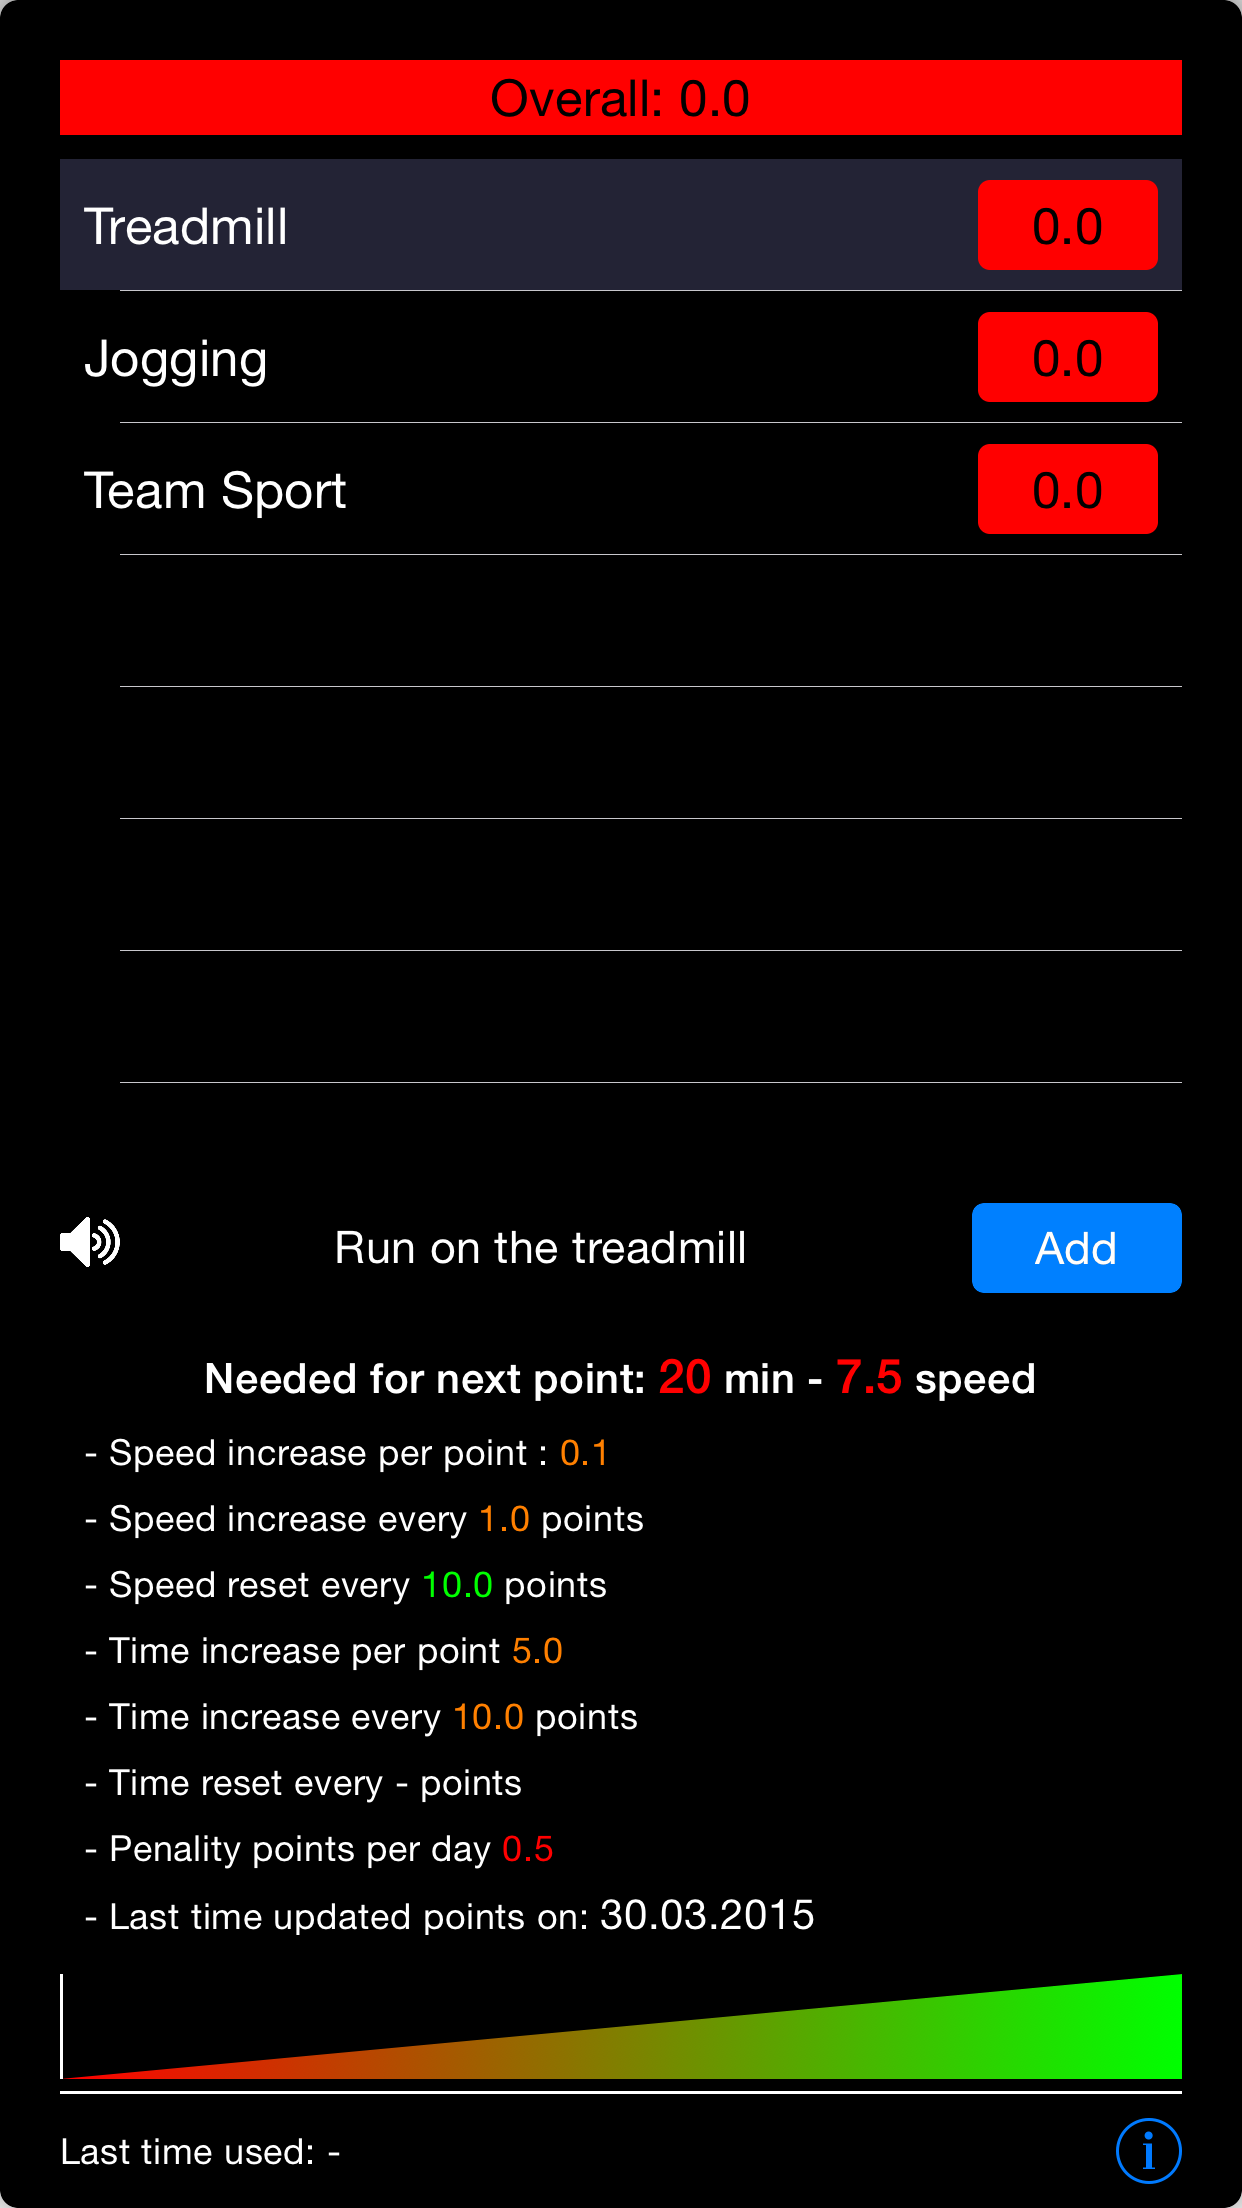 Overall: 0.0
Treadmill 0.0
Jogging 0.0
Team Sport 0.0
Run on the treadmill Add
Needed for next point: 20 min - 7.5 speed
- Speed increase per point : 0.1
- Speed increase every 1.0 points
- Speed reset every 10.0 points
- Time increase per point 5.0
- Time increase every 10.0 points
- Time reset every - points
- Penality points per day 0.5
- Last time updated points on: 30.03.2015
Last time used: - i